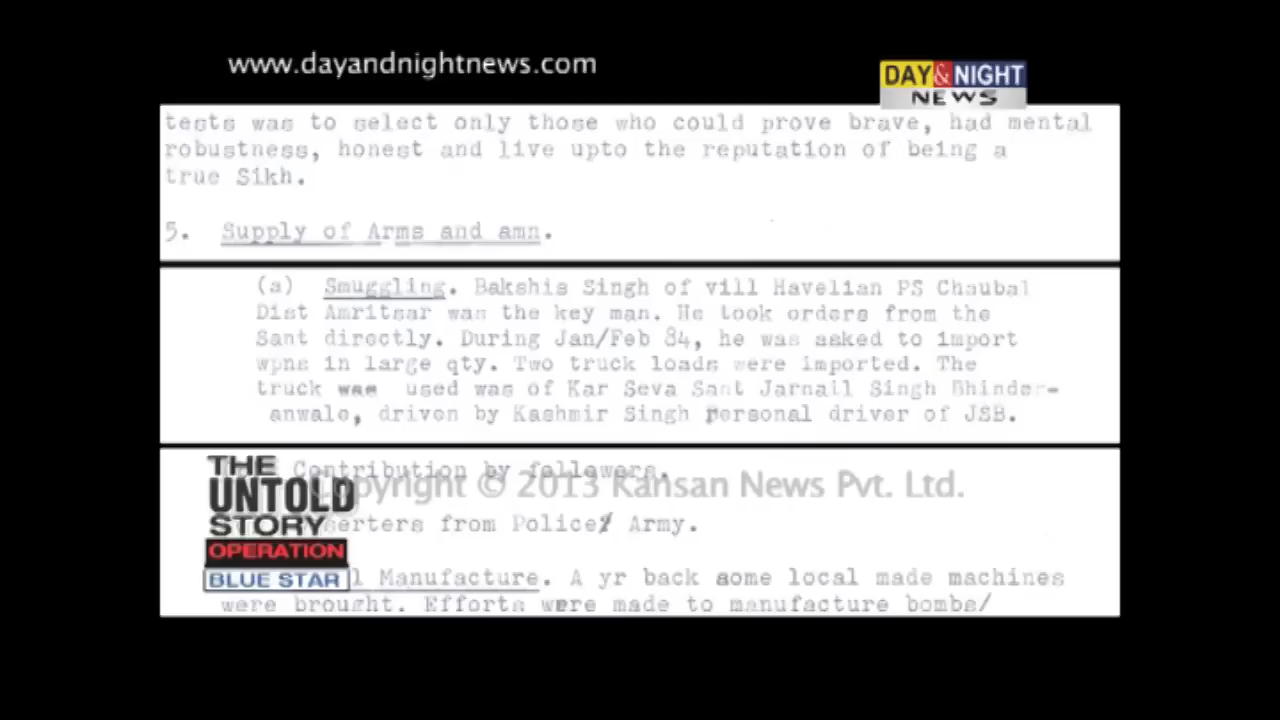 www.dayandnightnews.com
DAY & NIGHT
NEWS
tests was to select only those who could prove brave, had mental
robustness, honest and live upto the reputation of being a
true Sikh.
5. Supply of Arms and amn.
(a) Smuggling. Bakshis Singh of vill Havelian PS Chaubal
Dist Amritsar was the key man. He took orders from the
Sant directly. During Jan/Feb 84, he was asked to import
wpns in large qty. Two truck loads were imported. The
truck was used was of Kar Seva Sant Jarnail Singh Bhinder-
anwale, driven by Kashmir Singh personal driver of JSB.
Contribution by followers.
Copyright © 2013 Kansan News Pvt. Ltd.
THE
UNTOLD
STORY
OPERATION
BLUE STAR
serters from Police/ Army.
l Manufacture. A yr back some local made machines
were brought. Efforts were made to manufacture bombs/